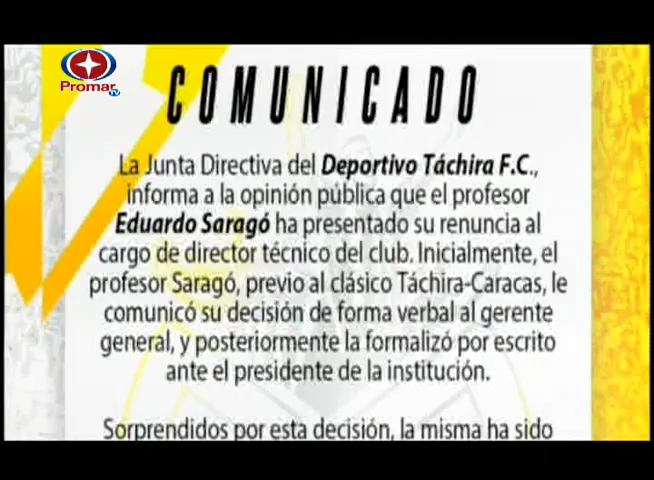 Promar
TV
COMUNICADO
La Junta Directiva del Deportivo Táchira F.C.,
informa a la opinión pública que el profesor
Eduardo Saragó ha presentado su renuncia al
cargo de director técnico del club. Inicialmente, el
profesor Saragó, previo al clásico Táchira-Caracas, le
comunicó su decisión de forma verbal al gerente
general, y posteriormente la formalizó por escrito
ante el presidente de la institución.
Sorprendidos por esta decisión, la misma ha sido